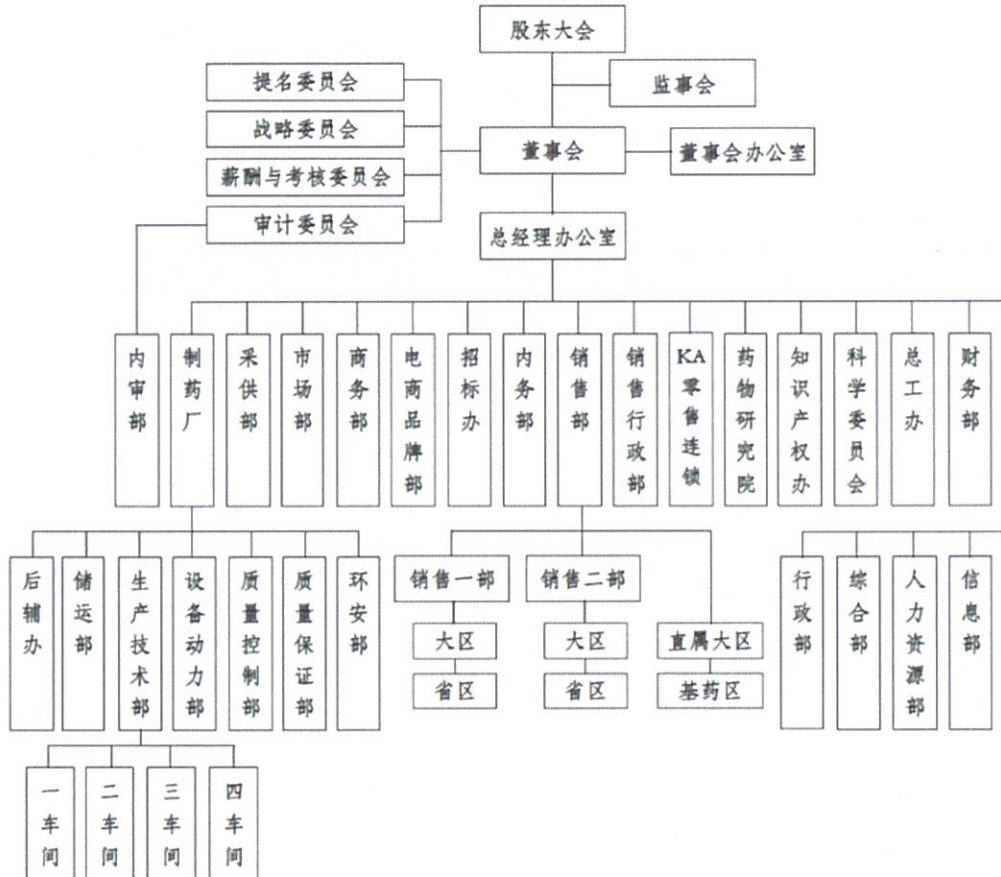 股东大会
监事会
提名委员会
战略委员会
董事会
董事会办公室
薪酬与考核委员会
审计委员会
总经理办公室
内审部
制药厂
采供部
市场部
商务部
电商品牌部
招标办
内务部
销售部
销售行政部
KA零售连锁
药物研究院
知识产权办
科学委员会
总工办
财务部
后辅办
储运部
生产技术部
设备动力部
质量控制部
质量保证部
环安部
销售一部
销售二部
大区
大区
直属大区
省区
省区
基药区
行政部
综合部
人力资源部
信息部
一车间
二车间
三车间
四车间